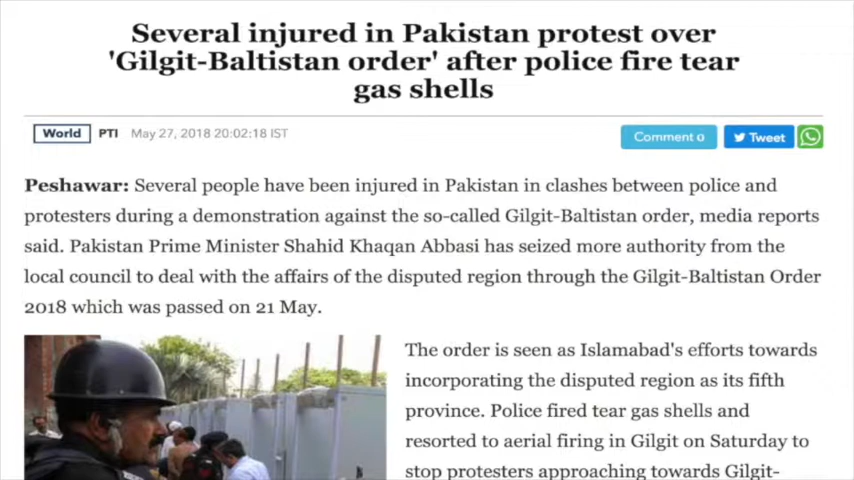 Several injured in Pakistan protest over
'Gilgit-Baltistan order' after police fire tear
gas shells
World PTI May 27, 2018 20:02:18 IST
Comment 0 Tweet
Peshawar: Several people have been injured in Pakistan in clashes between police and
protesters during a demonstration against the so-called Gilgit-Baltistan order, media reports
said. Pakistan Prime Minister Shahid Khaqan Abbasi has seized more authority from the
local council to deal with the affairs of the disputed region through the Gilgit-Baltistan Order
2018 which was passed on 21 May.
The order is seen as Islamabad's efforts towards
incorporating the disputed region as its fifth
province. Police fired tear gas shells and
resorted to aerial firing in Gilgit on Saturday to
stop protesters approaching towards Gilgit-